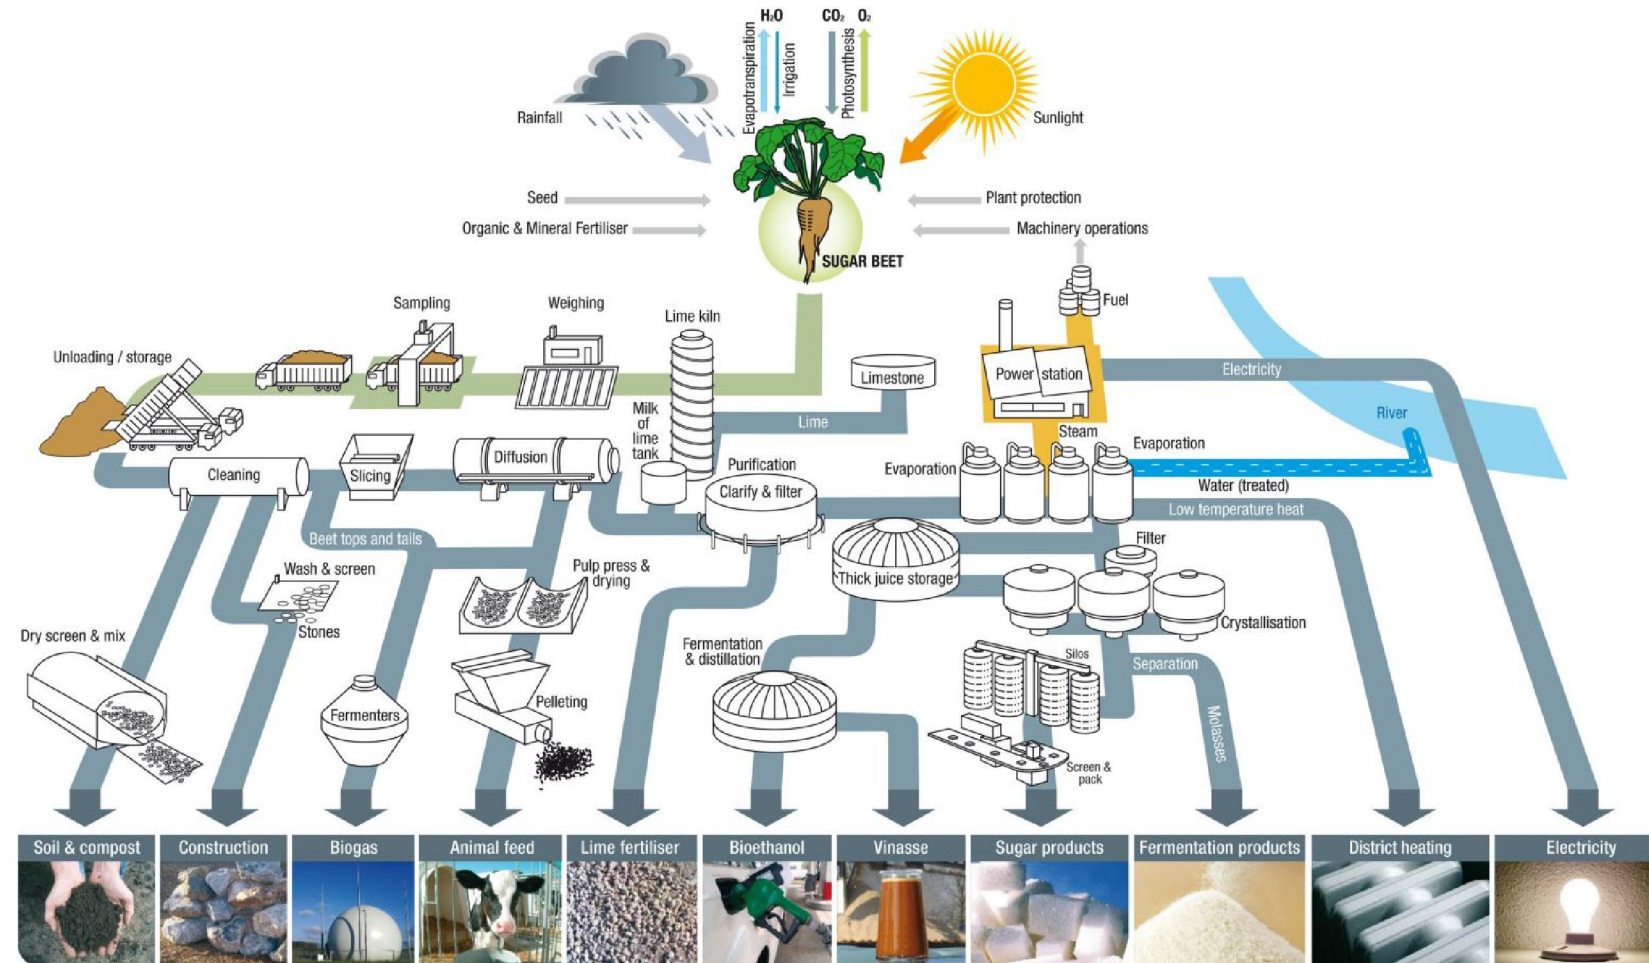 H₂O
CO₂
O₂
Evapotranspiration
Irrigation
Photosynthesis
Rainfall
Sunlight
Seed
Plant protection
Organic & Mineral Fertiliser
Machinery operations
SUGAR BEET
Sampling
Weighing
Lime kiln
Fuel
Unloading / storage
Limestone
Power station
Electricity
River
Milk
of
lime
tank
Lime
Steam
Evaporation
Evaporation
Cleaning
Slicing
Diffusion
Purification
Clarify & filter
Water (treated)
Low temperature heat
Beet tops and tails
Filter
Wash & screen
Pulp press &
drying
Thick juice storage
Stones
Crystallisation
Dry screen & mix
Fermentation
& distillation
Silos
Separation
Fermenters
Pelleting
Molasses
Screen &
pack
Soil & compost
Construction
Biogas
Animal feed
Lime fertiliser
Bioethanol
Vinasse
Sugar products
Fermentation products
District heating
Electricity